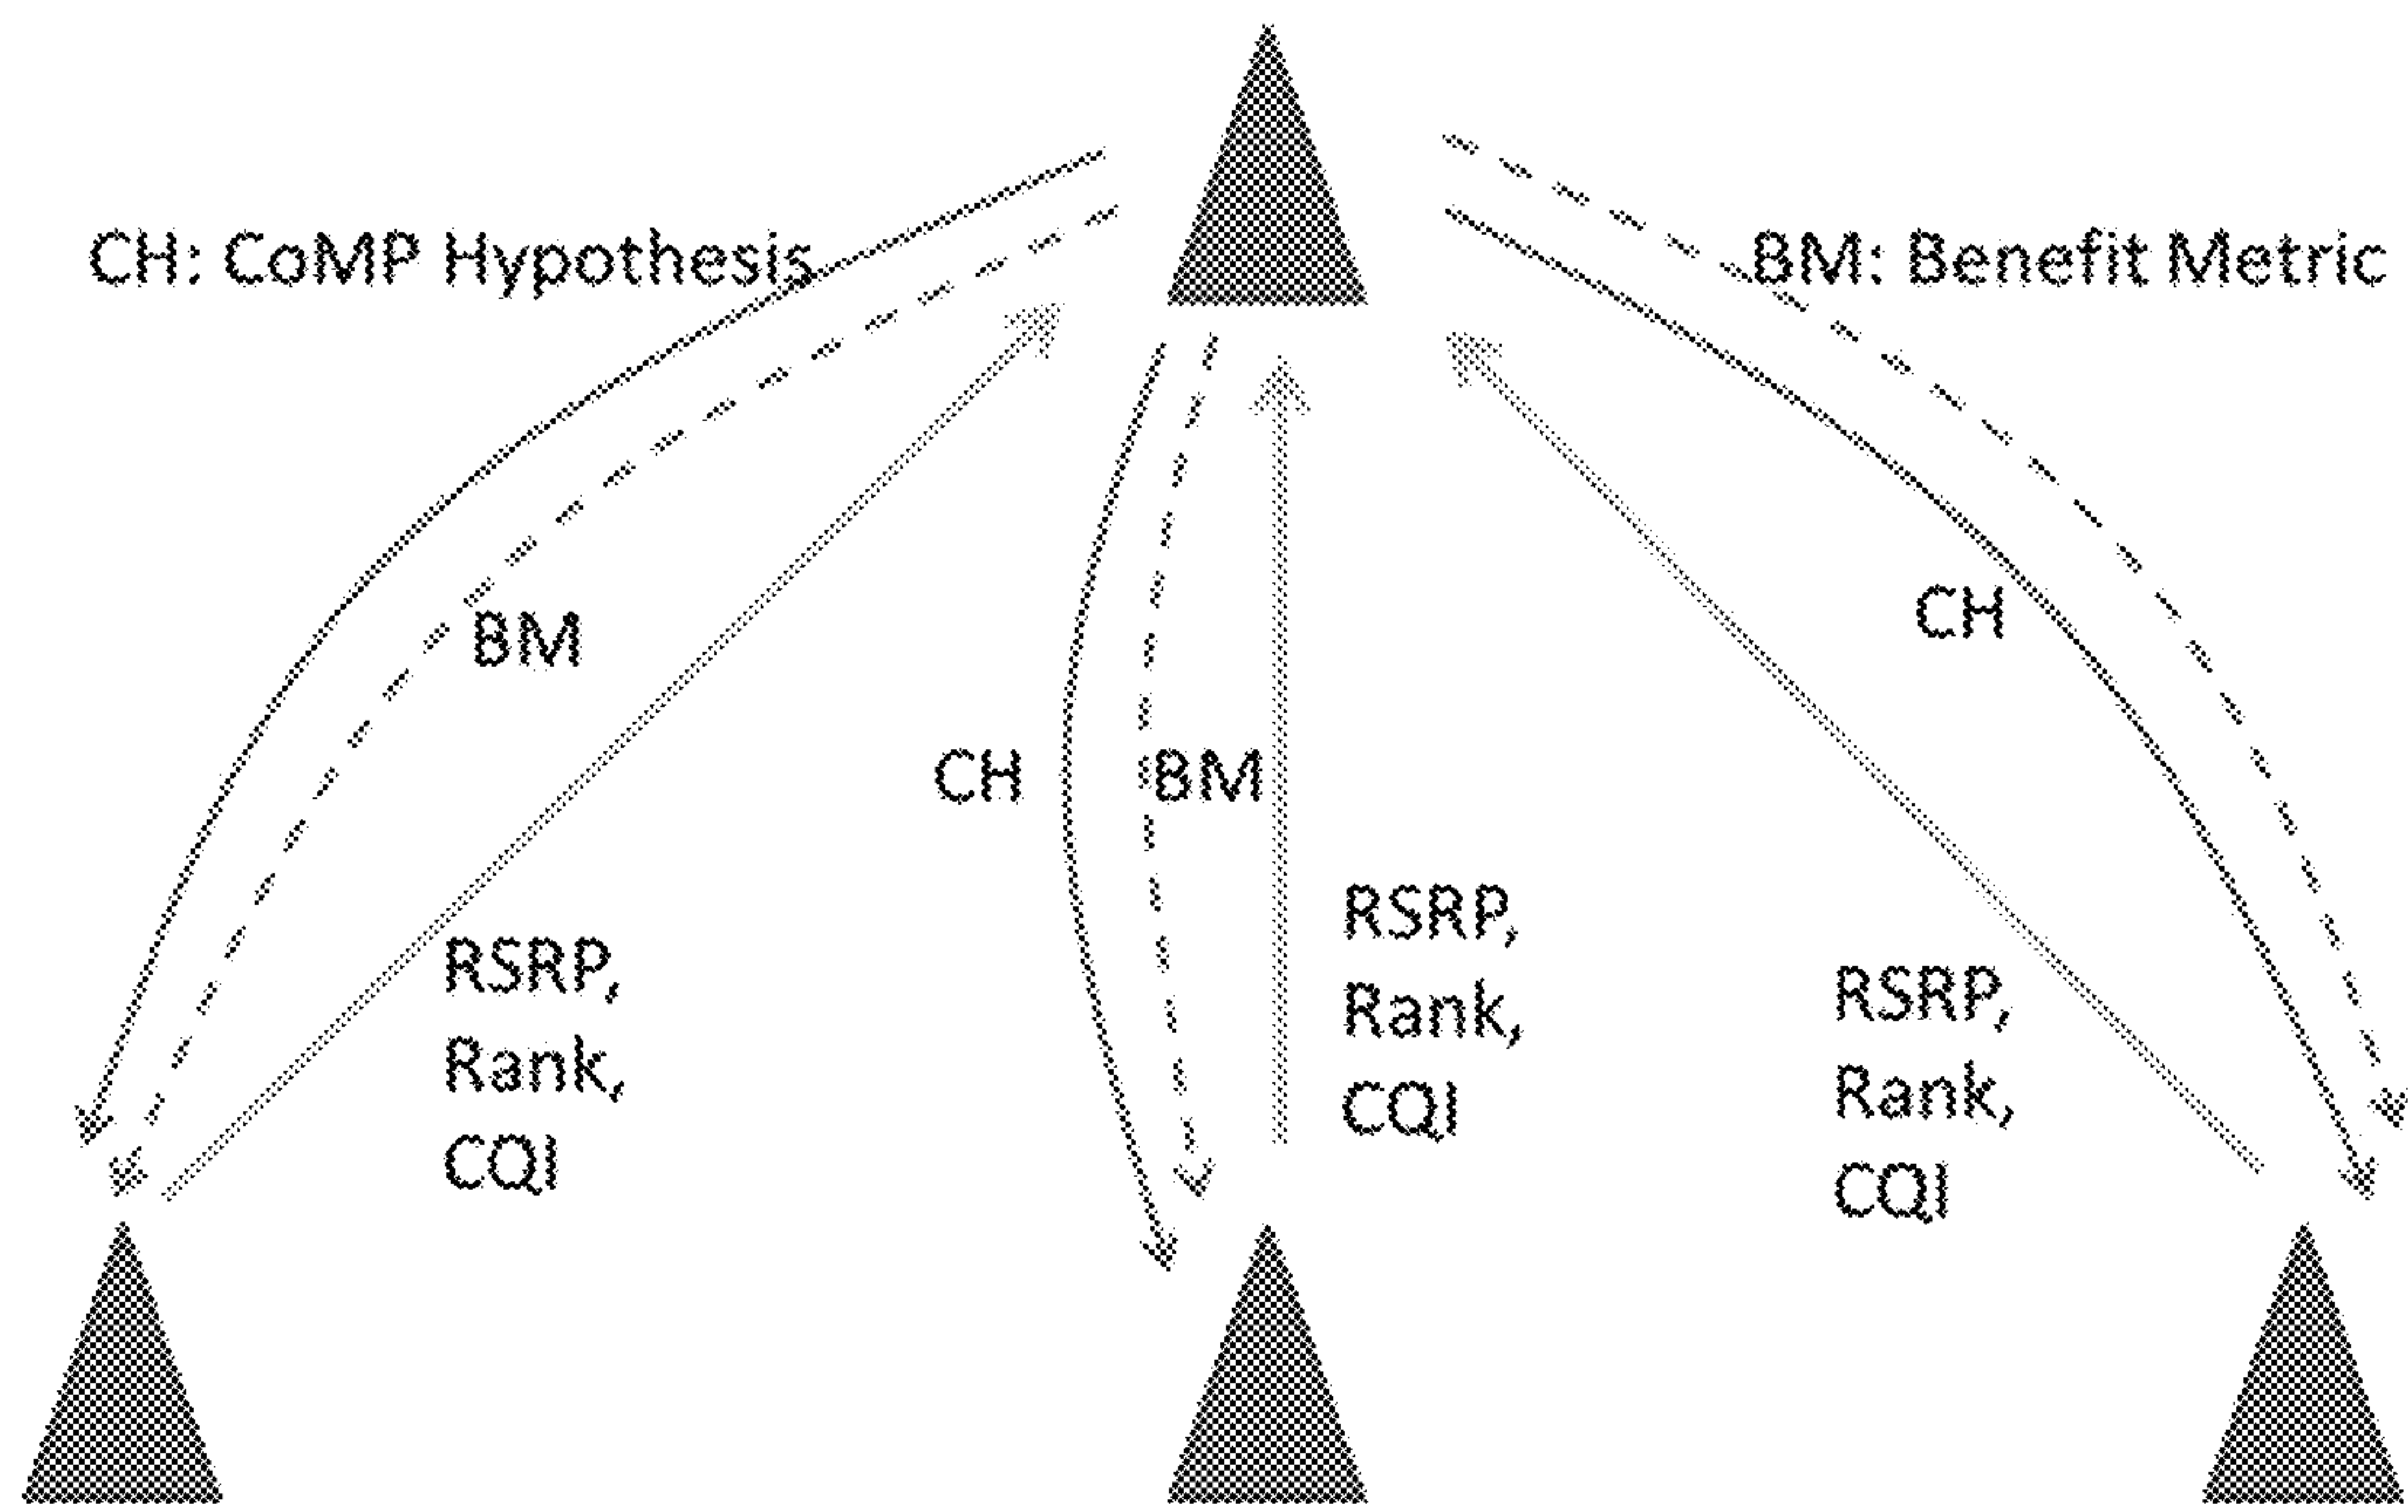 CH: CoMP Hypothesis
BM: Benefit Metric
BM
CH
CH
BM
RSRP,
Rank,
CQI
RSRP,
Rank,
CQI
RSRP,
Rank,
CQI